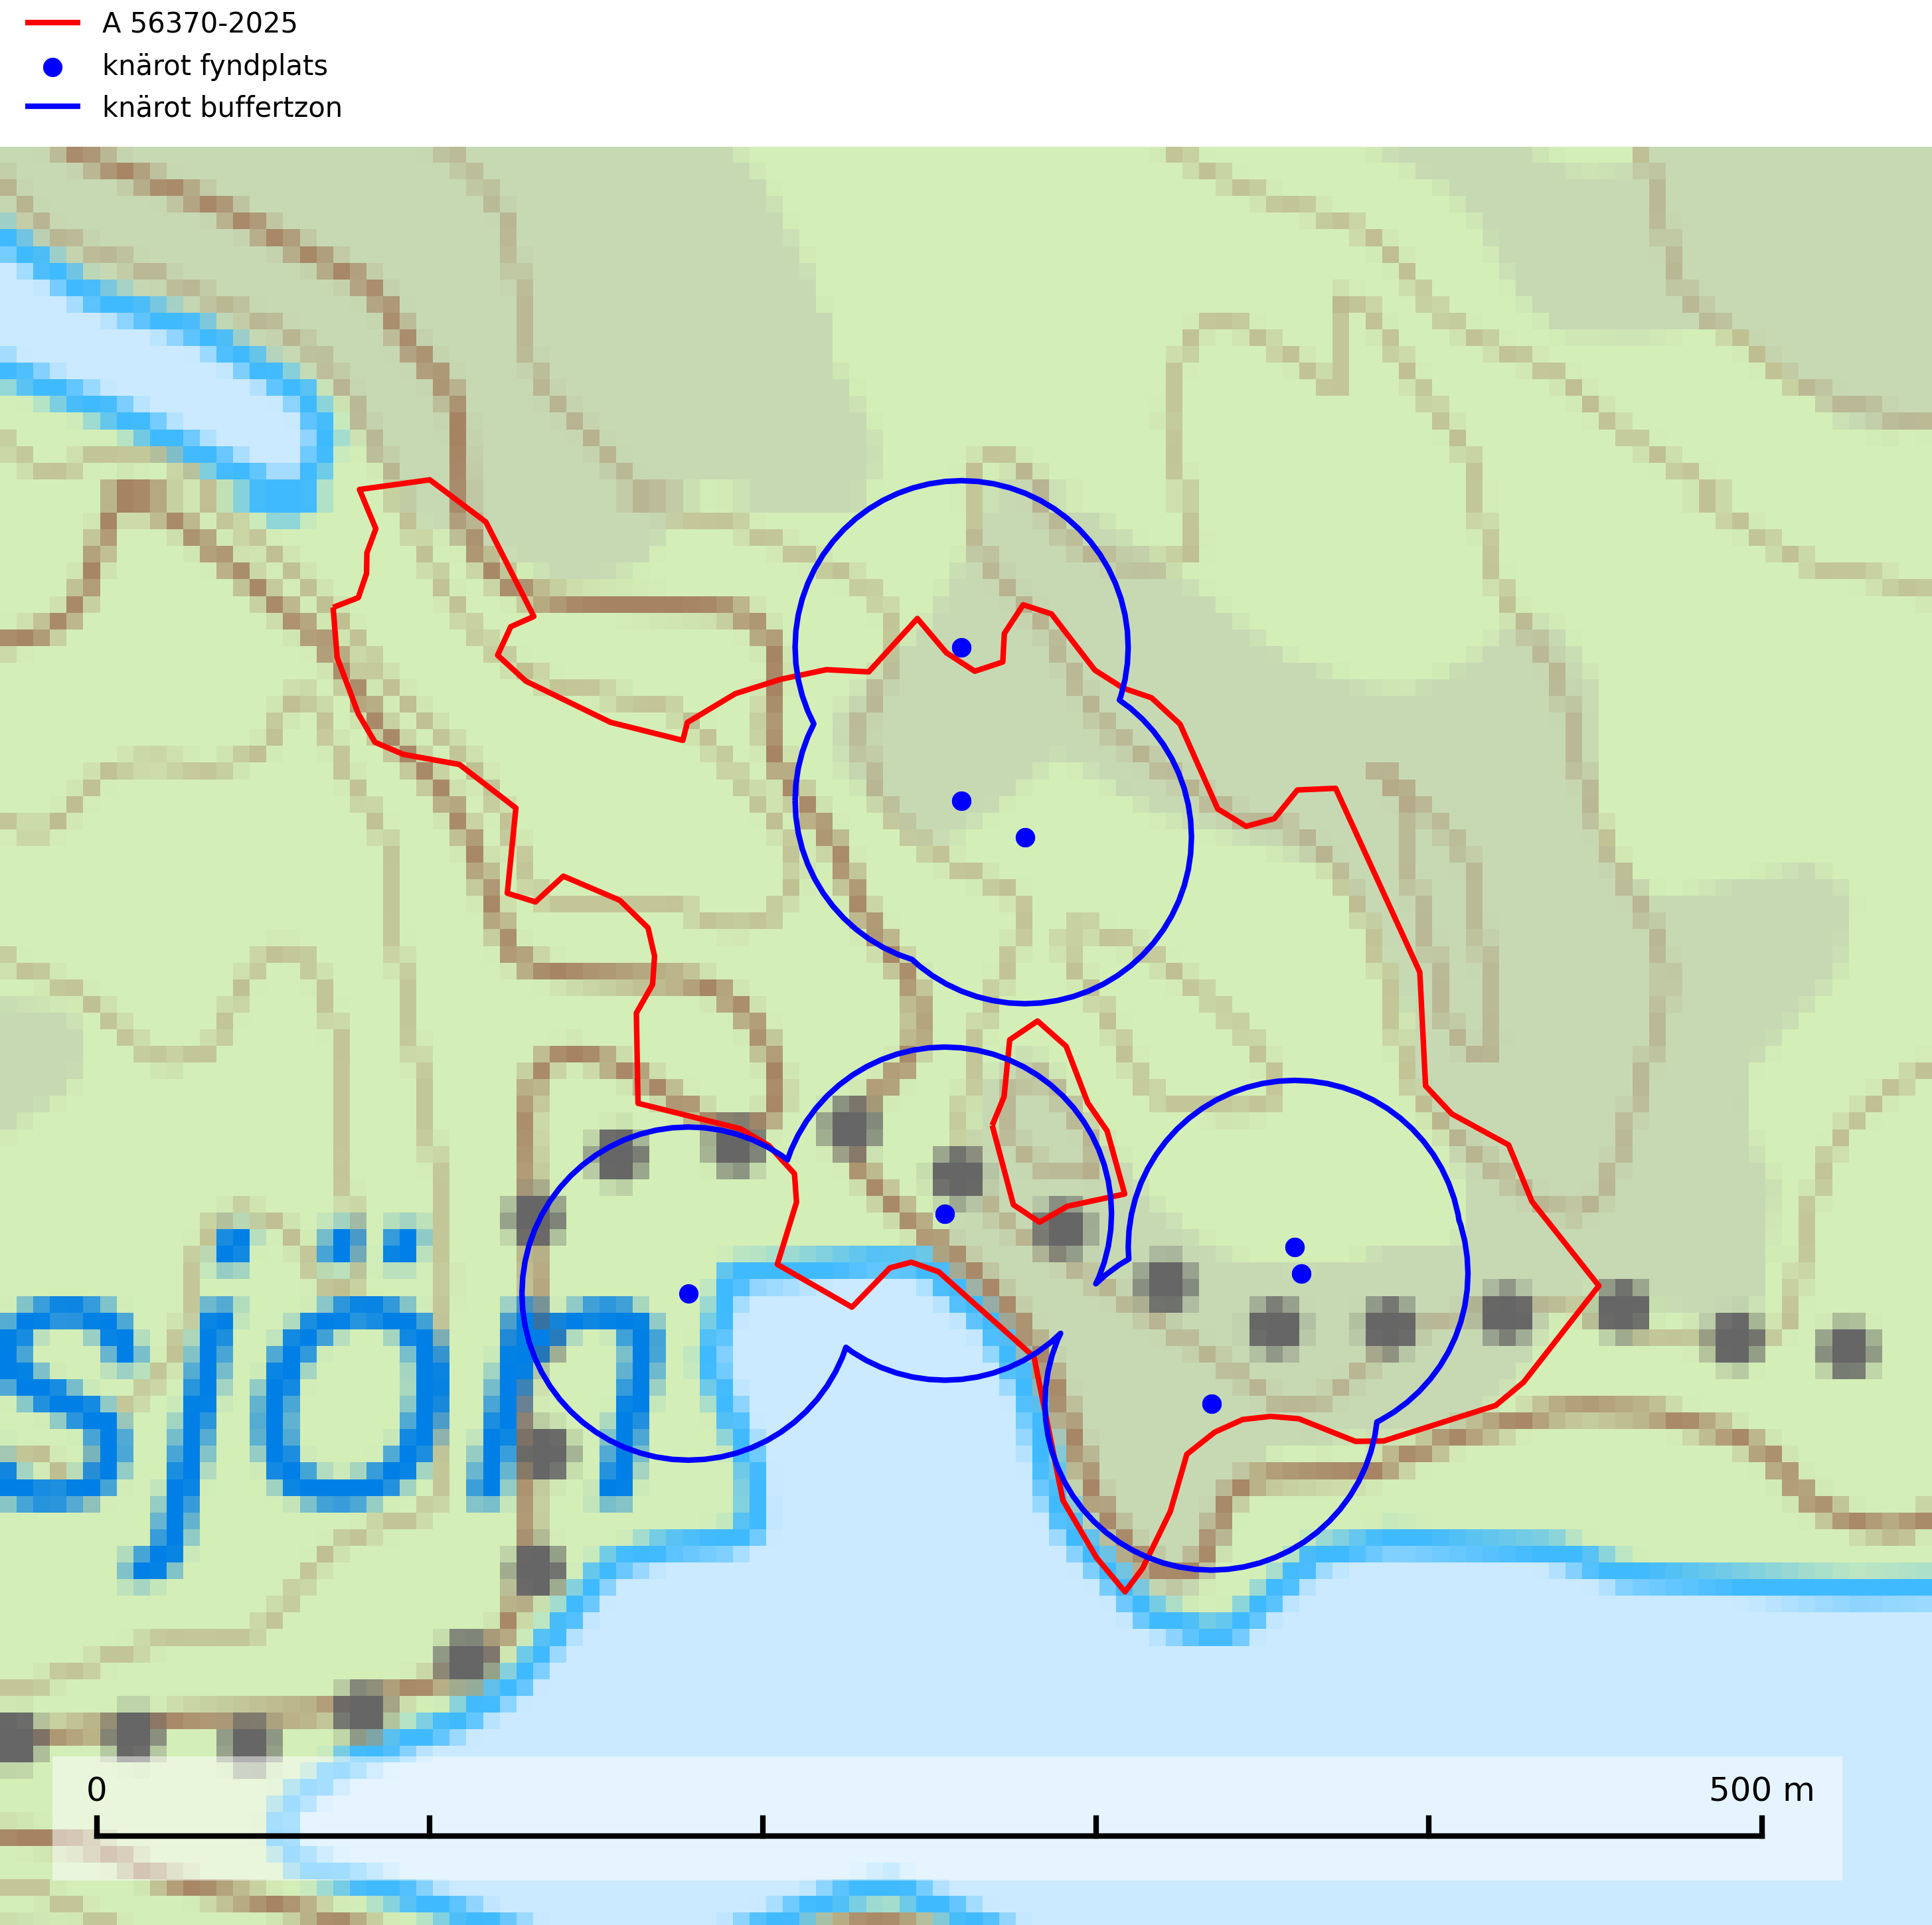 A 56370-2025
knärot fyndplats
knärot buffertzon
sjön
0
500 m